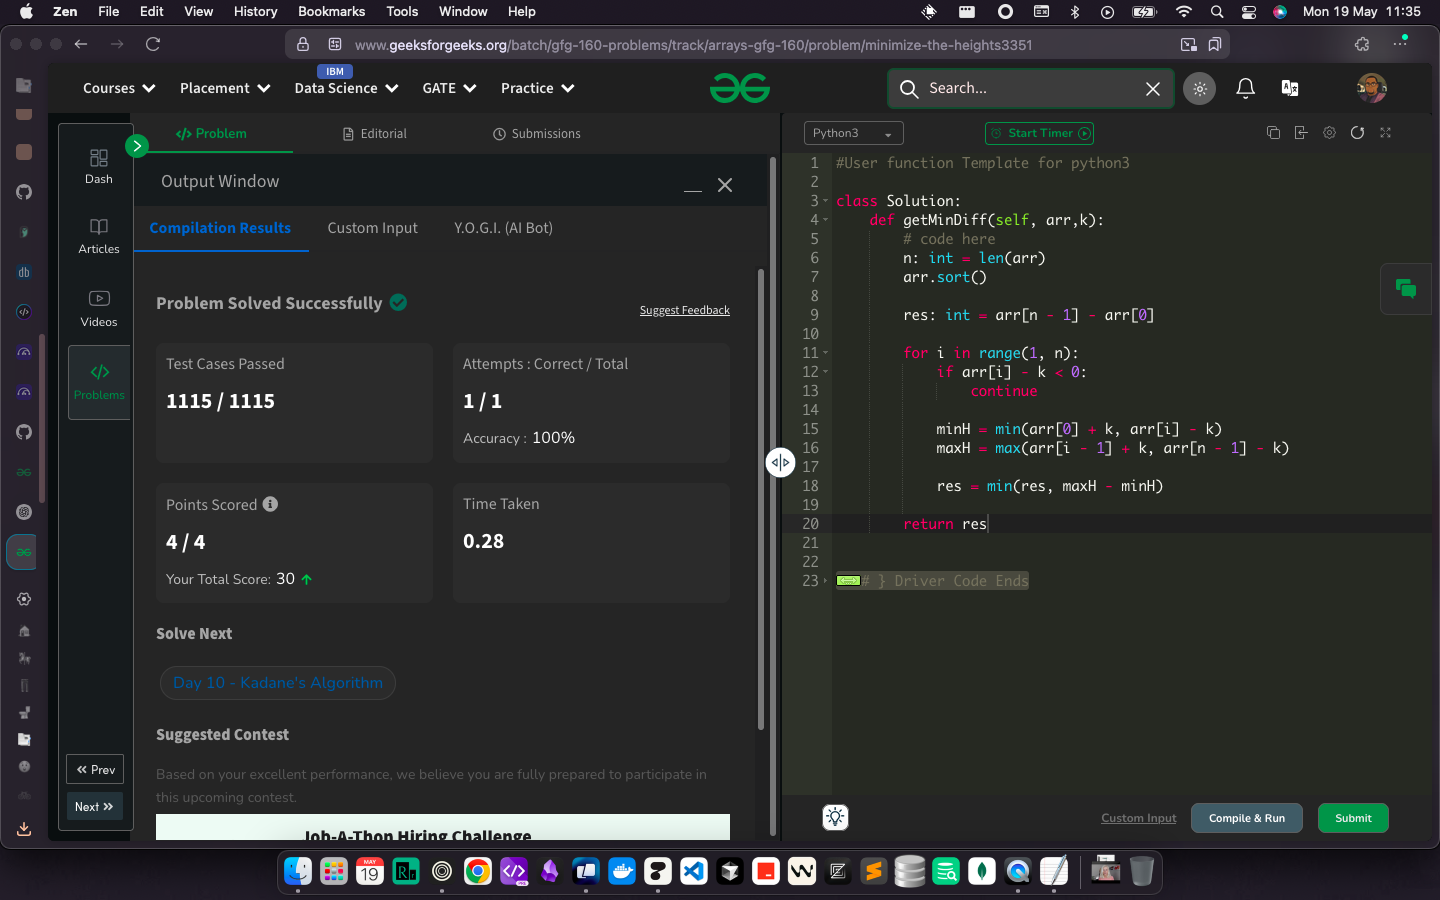 Zen File Edit View History Bookmarks Tools Window Help Mon 19 May 11:35
www.geeksforgeeks.org/batch/gfg-160-problems/track/arrays-gfg-160/problem/minimize-the-heights3351
IBM
Courses Placement Data Science GATE Practice Search...
Problem Editorial Submissions
Dash
Articles
Videos
Problems
Prev
Next
Output Window
Compilation Results Custom Input Y.O.G.I. (AI Bot)
Problem Solved Successfully
Suggest Feedback
Test Cases Passed
1115 / 1115
Attempts : Correct / Total
1 / 1
Accuracy : 100%
Points Scored
4 / 4
Your Total Score: 30
Time Taken
0.28
Solve Next
Day 10 - Kadane's Algorithm
Suggested Contest
Based on your excellent performance, we believe you are fully prepared to participate in
this upcoming contest.
Job-A-Thon Hiring Challenge
Python3 Start Timer
1 #User function Template for python3
2
3 class Solution:
4 def getMinDiff(self, arr,k):
5 # code here
6 n: int = len(arr)
7 arr.sort()
8
9 res: int = arr[n - 1] - arr[0]
10
11 for i in range(1, n):
12 if arr[i] - k < 0:
13 continue
14
15 minH = min(arr[0] + k, arr[i] - k)
16 maxH = max(arr[i - 1] + k, arr[n - 1] - k)
17
18 res = min(res, maxH - minH)
19
20 return res
21
22
23 # } Driver Code Ends
Custom Input Compile & Run Submit
db
MAY
19